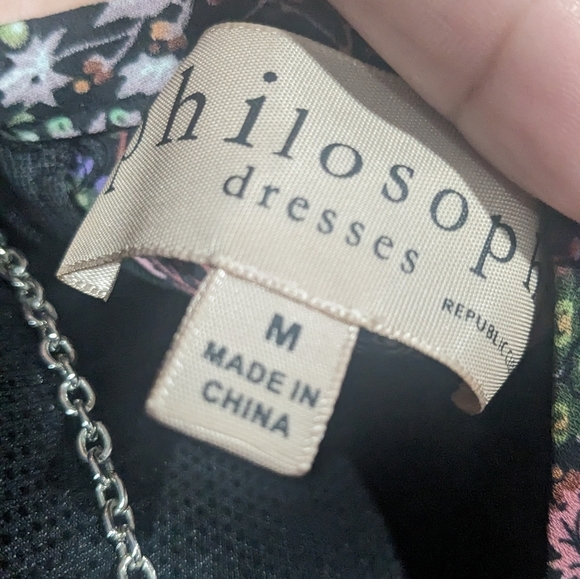 philosoph
dresses
REPUBLIC
M
MADE IN
CHINA